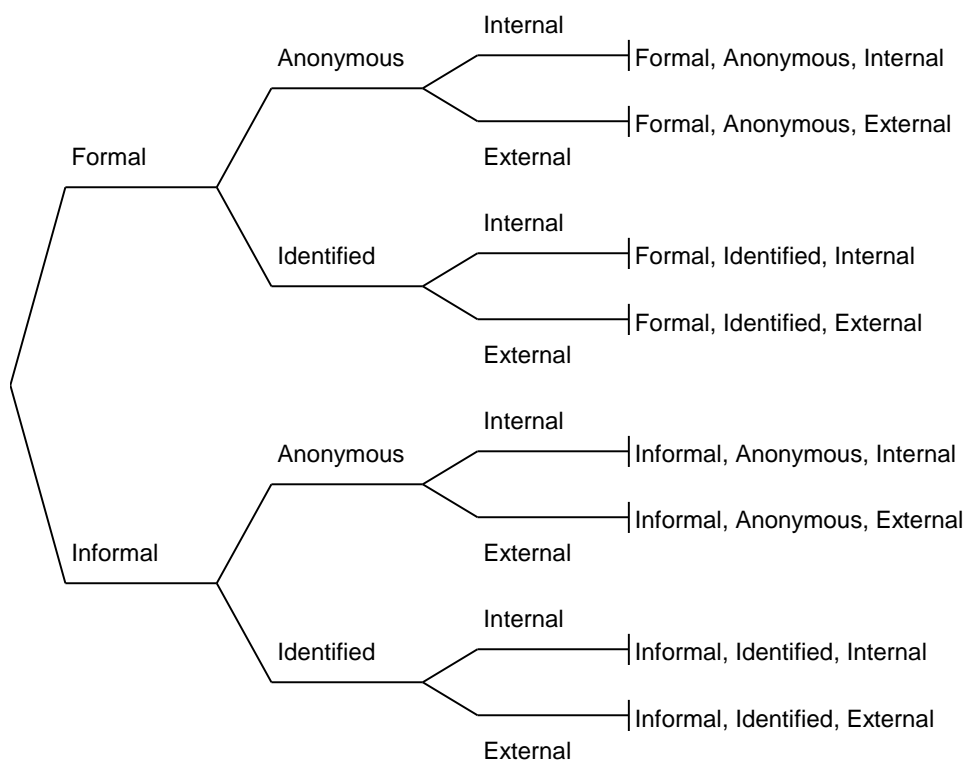 Internal
Anonymous
Formal, Anonymous, Internal
Formal, Anonymous, External
Formal
External
Internal
Identified
Formal, Identified, Internal
Formal, Identified, External
External
Internal
Anonymous
Informal, Anonymous, Internal
Informal, Anonymous, External
Informal
External
Internal
Identified
Informal, Identified, Internal
Informal, Identified, External
External